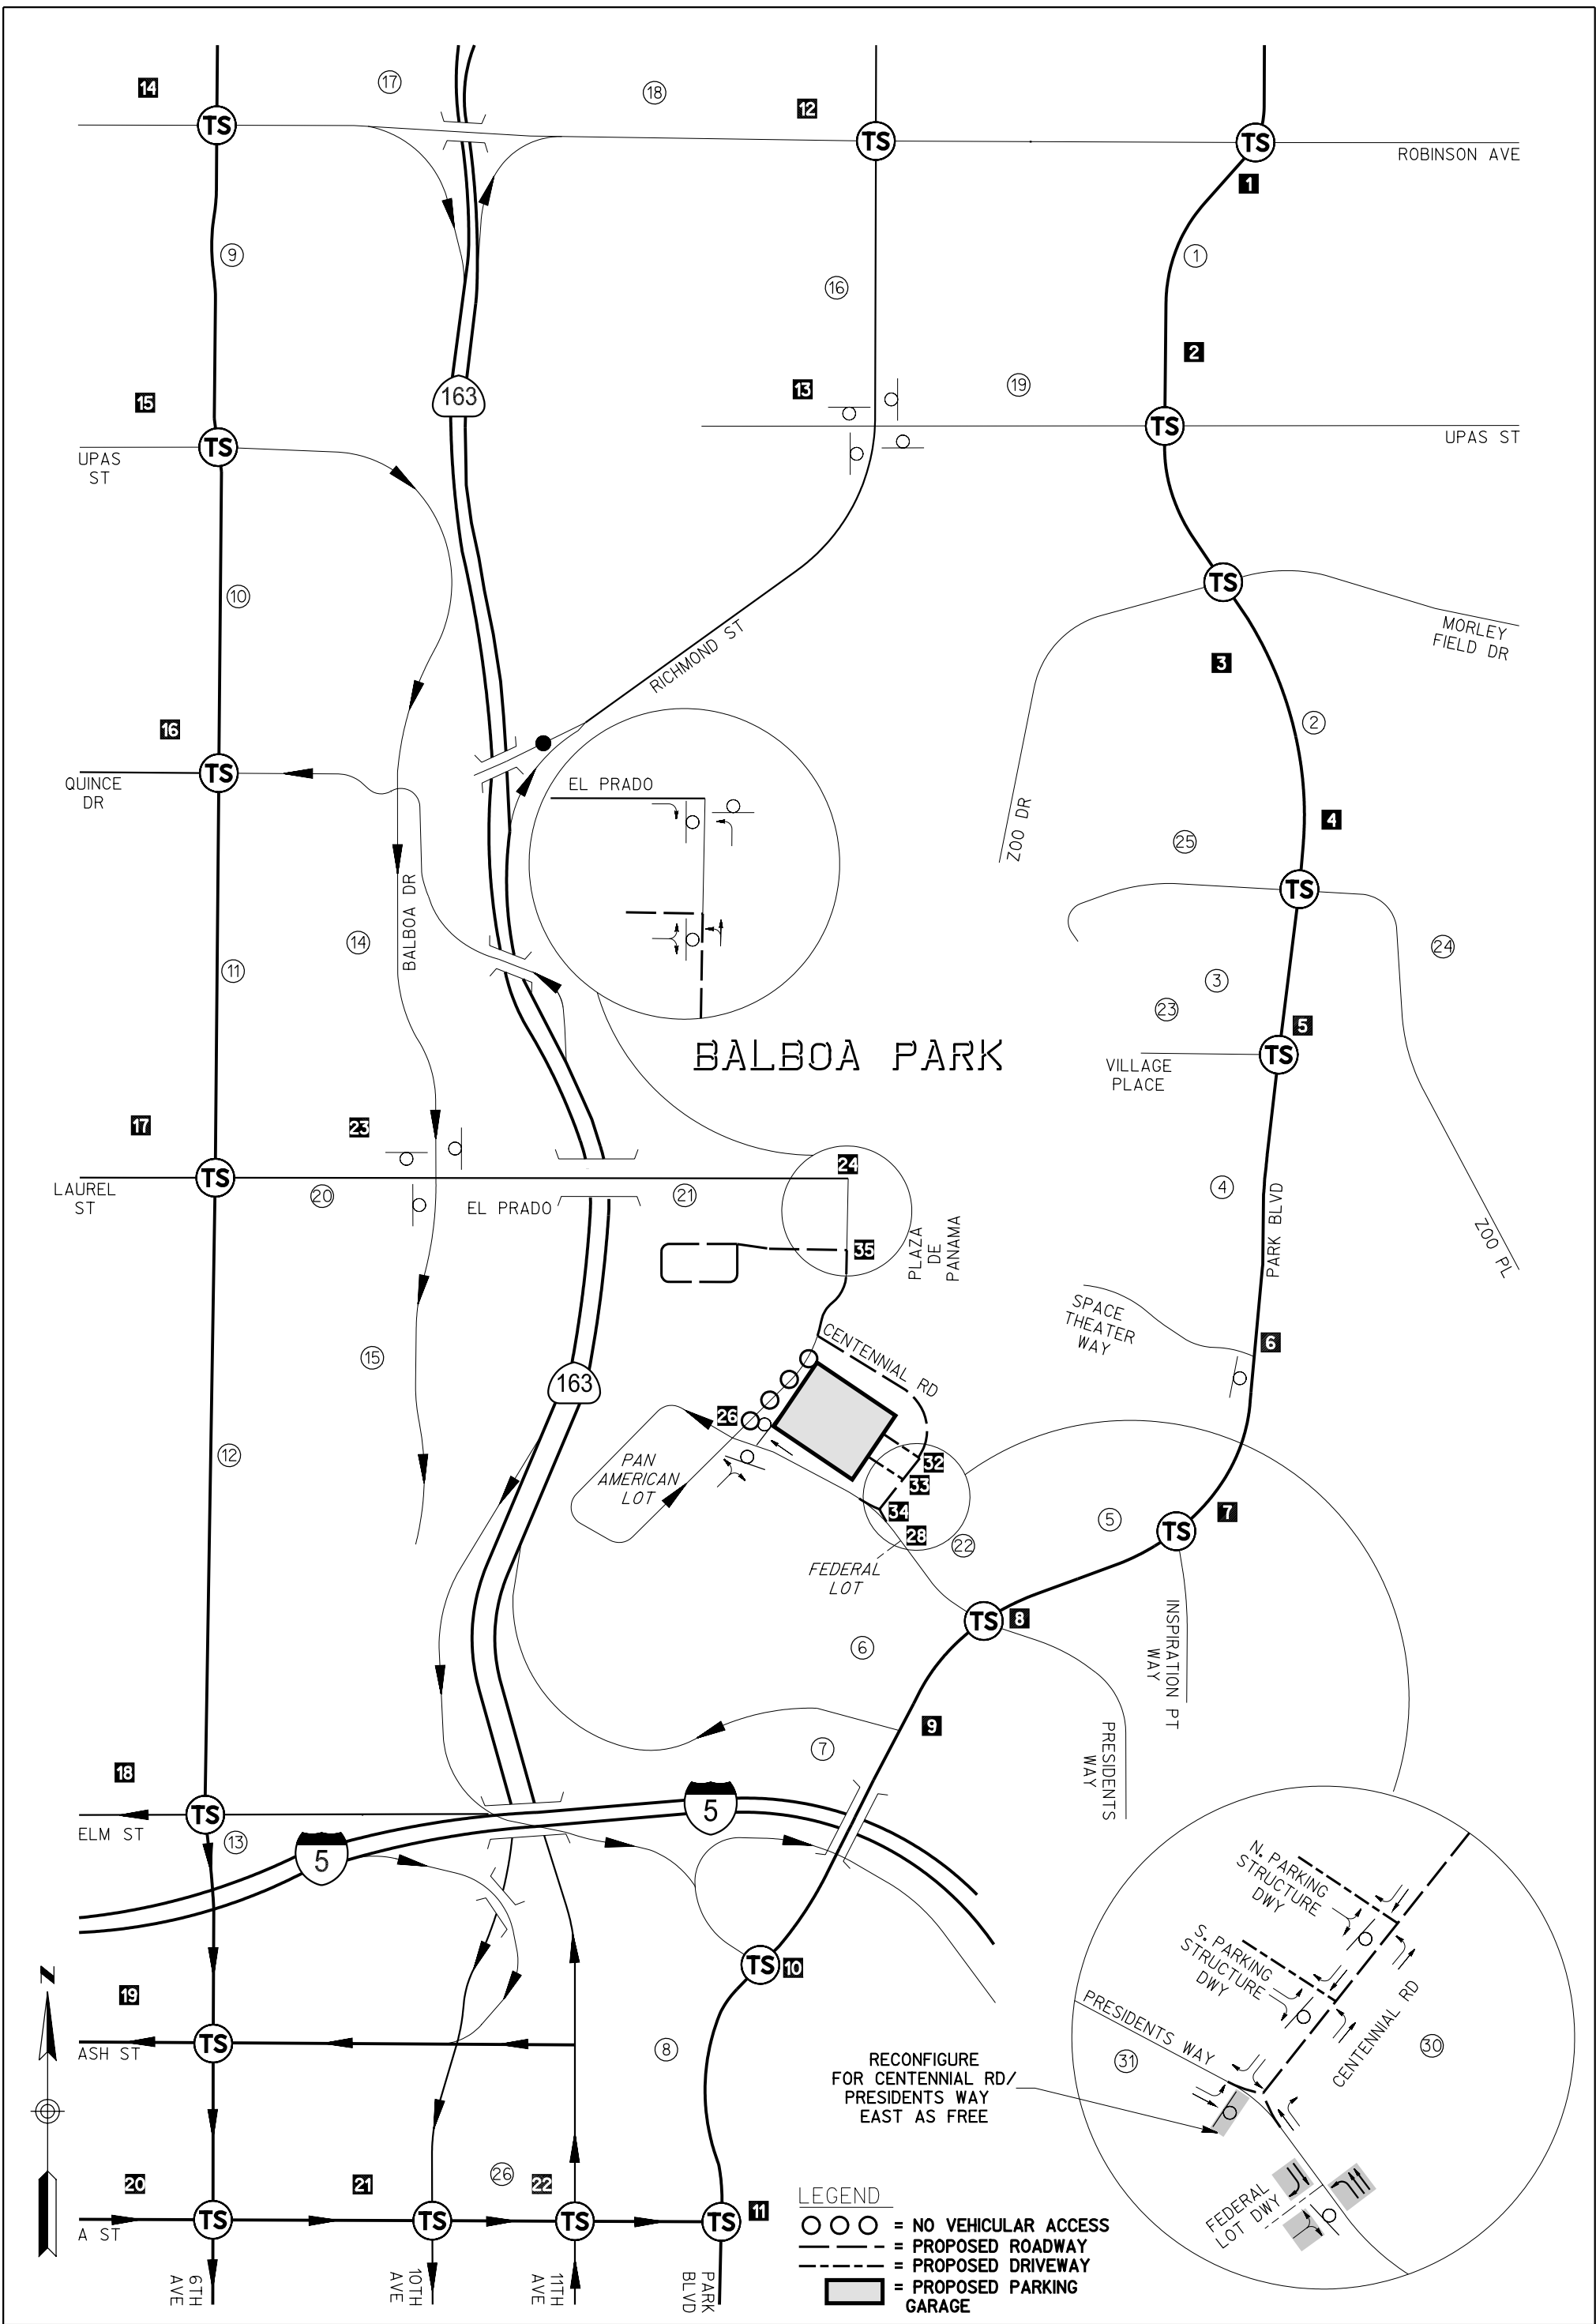 14
17
18
12
TS
TS
TS
ROBINSON AVE
1
9
1
16
2
163
13
19
15
TS
TS
UPAS ST
UPAS
ST
10
TS
MORLEY
FIELD DR
RICHMOND ST
3
2
16
TS
QUINCE
DR
EL PRADO
ZOO DR
4
25
TS
BALBOA DR
14
11
24
3
23
5
BALBOA PARK
TS
VILLAGE
PLACE
17
23
24
TS
LAUREL
ST
20
EL PRADO
21
4
PARK BLVD
35
PLAZA
DE
PANAMA
ZOO PL
SPACE
THEATER
WAY
6
CENTENNIAL RD
15
163
26
12
PAN
AMERICAN
LOT
32
33
34
28
22
5
7
TS
FEDERAL
LOT
TS
8
6
INSPIRATION PT
WAY
9
PRESIDENTS
WAY
7
18
TS
ELM ST
13
5
5
N. PARKING
STRUCTURE
DWY
S. PARKING
STRUCTURE
DWY
TS
10
N
19
TS
ASH ST
8
PRESIDENTS WAY
CENTENNIAL RD
31
30
RECONFIGURE
FOR CENTENNIAL RD/
PRESIDENTS WAY
EAST AS FREE
FEDERAL
LOT DWY
20
21
26
22
11
TS
TS
TS
TS
A ST
6TH
AVE
10TH
AVE
11TH
AVE
PARK
BLVD
LEGEND
= NO VEHICULAR ACCESS
= PROPOSED ROADWAY
= PROPOSED DRIVEWAY
= PROPOSED PARKING
GARAGE